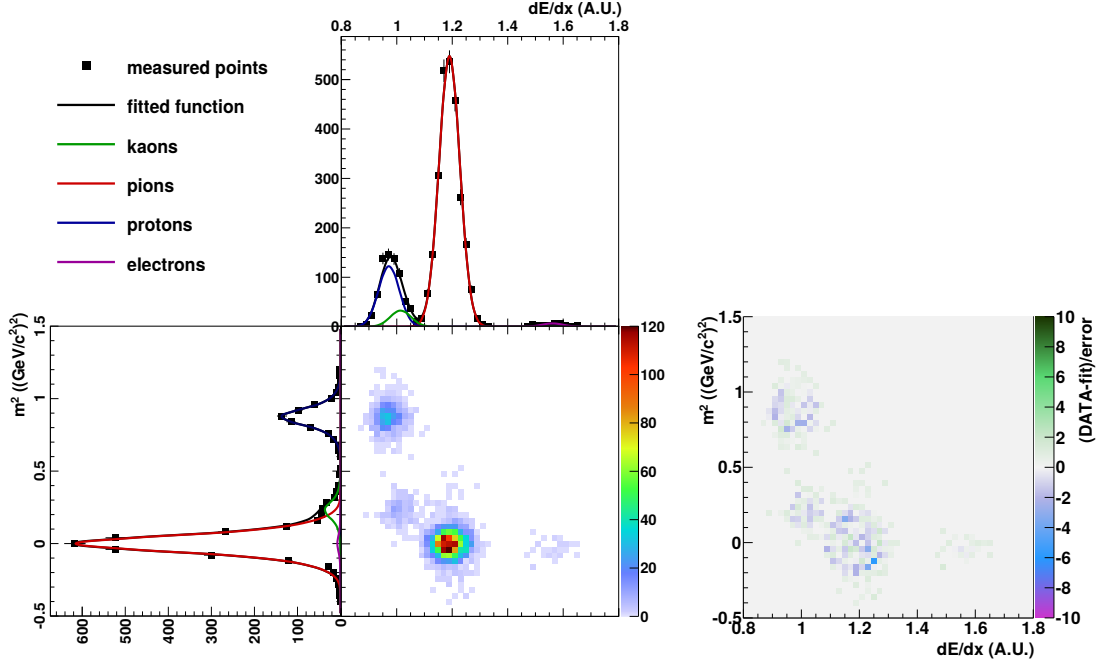 dE/dx (A.U.)
0.8 1 1.2 1.4 1.6 1.8
measured points
fitted function
kaons
pions
protons
electrons
500
400
300
200
100
0
m² ((GeV/c²)²)
1.5
1
0.5
0
-0.5
600 500 400 300 200 100 0
120
100
80
60
40
20
0
m² ((GeV/c²)²)
1.5
1
0.5
0
-0.5
0.8 1 1.2 1.4 1.6 1.8
dE/dx (A.U.)
10
8
6
4
2
0
-2
-4
-6
-8
-10
(DATA-fit)/error